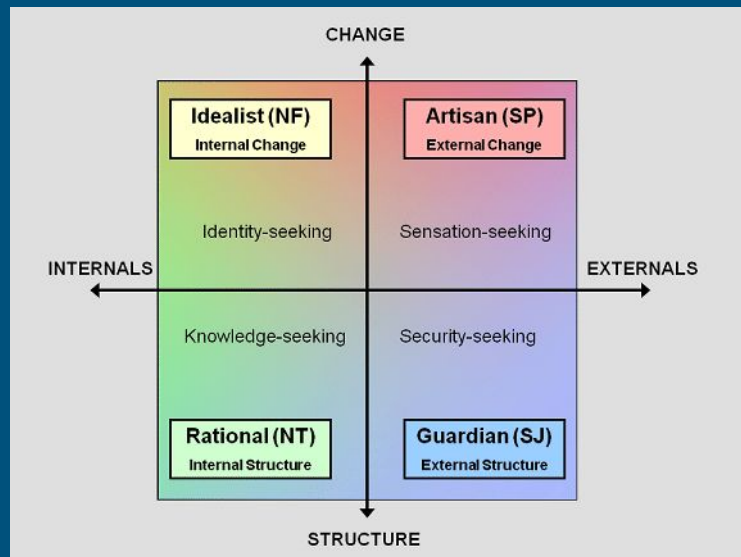 CHANGE
Idealist (NF)
Internal Change
Artisan (SP)
External Change
Identity-seeking
Sensation-seeking
INTERNALS
EXTERNALS
Knowledge-seeking
Security-seeking
Rational (NT)
Internal Structure
Guardian (SJ)
External Structure
STRUCTURE